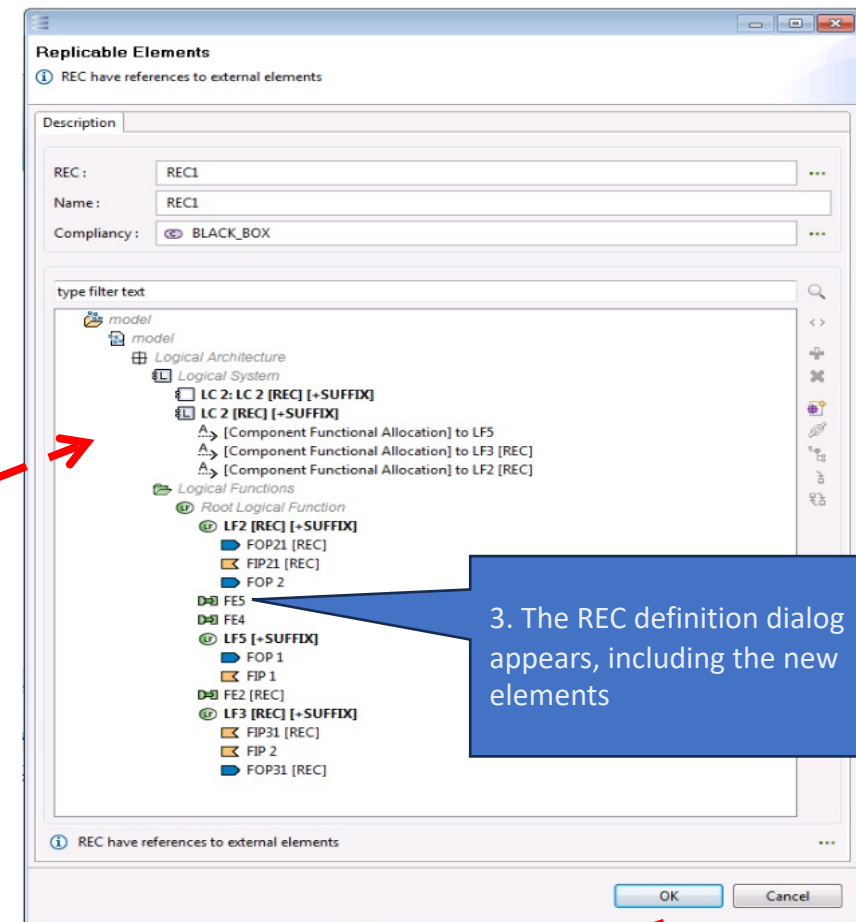 Replicable Elements
REC have references to external elements
Description
REC :
REC1
Name :
REC1
Compliancy :
BLACK_BOX
type filter text
model
model
Logical Architecture
Logical System
LC 2: LC 2 [REC] [+SUFFIX]
LC 2 [REC] [+SUFFIX]
[Component Functional Allocation] to LF5
[Component Functional Allocation] to LF3 [REC]
[Component Functional Allocation] to LF2 [REC]
Logical Functions
Root Logical Function
LF2 [REC] [+SUFFIX]
FOP21 [REC]
FIP21 [REC]
FOP 2
FE5
FE4
LF5 [+SUFFIX]
FOP 1
FIP 1
FE2 [REC]
LF3 [REC] [+SUFFIX]
FIP31 [REC]
FIP 2
FOP31 [REC]
3. The REC definition dialog
appears, including the new
elements
REC have references to external elements
OK
Cancel